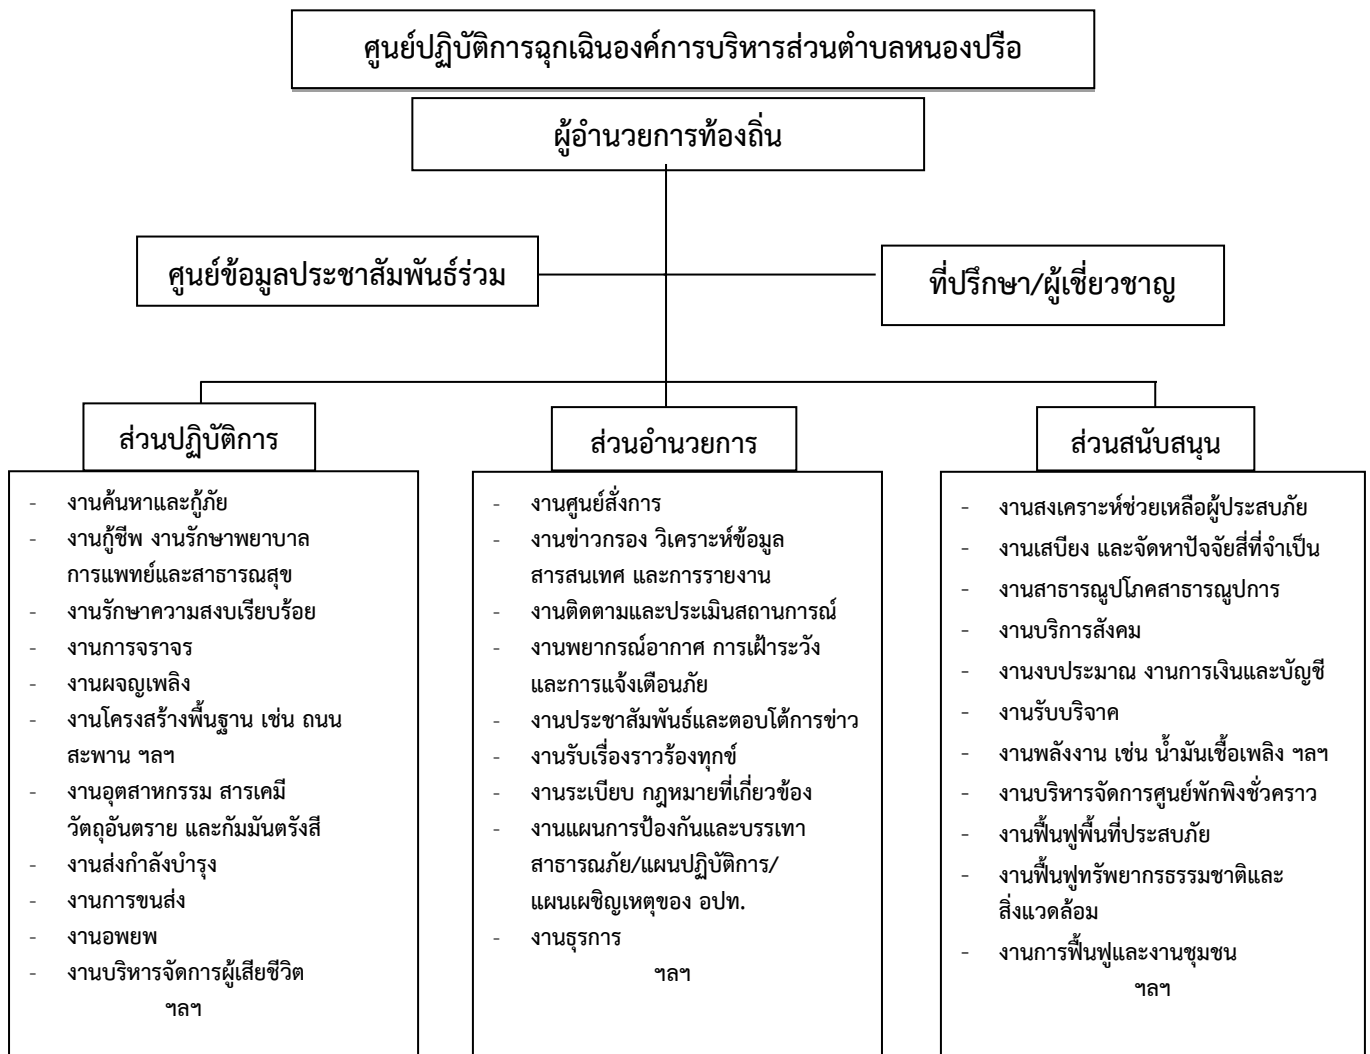 ศูนย์ปฏิบัติการฉุกเฉินองค์การบริหารส่วนตำบลหนองปรือ
ผู้อำนวยการท้องถิ่น
ศูนย์ข้อมูลประชาสัมพันธ์ร่วม
ที่ปรึกษา/ผู้เชี่ยวชาญ
ส่วนปฏิบัติการ
- งานค้นหาและกู้ภัย
- งานกู้ชีพ งานรักษาพยาบาล
การแพทย์และสาธารณสุข
- งานรักษาความสงบเรียบร้อย
- งานการจราจร
- งานผจญเพลิง
- งานโครงสร้างพื้นฐาน เช่น ถนน
สะพาน ฯลฯ
- งานอุตสาหกรรม สารเคมี
วัตถุอันตราย และกัมมันตรังสี
- งานส่งกำลังบำรุง
- งานการขนส่ง
- งานอพยพ
- งานบริหารจัดการผู้เสียชีวิต
ฯลฯ
ส่วนอำนวยการ
- งานศูนย์สั่งการ
- งานข่าวกรอง วิเคราะห์ข้อมูล
สารสนเทศ และการรายงาน
- งานติดตามและประเมินสถานการณ์
- งานพยากรณ์อากาศ การเฝ้าระวัง
และการแจ้งเตือนภัย
- งานประชาสัมพันธ์และตอบโต้การข่าว
- งานรับเรื่องราวร้องทุกข์
- งานระเบียบ กฎหมายที่เกี่ยวข้อง
- งานแผนการป้องกันและบรรเทา
สาธารณภัย/แผนปฏิบัติการ/
แผนเผชิญเหตุของ อปท.
- งานธุรการ
ฯลฯ
ส่วนสนับสนุน
- งานสงเคราะห์ช่วยเหลือผู้ประสบภัย
- งานเสบียง และจัดหาปัจจัยสี่ที่จำเป็น
- งานสาธารณูปโภคสาธารณูปการ
- งานบริการสังคม
- งานงบประมาณ งานการเงินและบัญชี
- งานรับบริจาค
- งานพลังงาน เช่น น้ำมันเชื้อเพลิง ฯลฯ
- งานบริหารจัดการศูนย์พักพิงชั่วคราว
- งานฟื้นฟูพื้นที่ประสบภัย
- งานฟื้นฟูทรัพยากรธรรมชาติและ
สิ่งแวดล้อม
- งานการฟื้นฟูและงานชุมชน
ฯลฯ